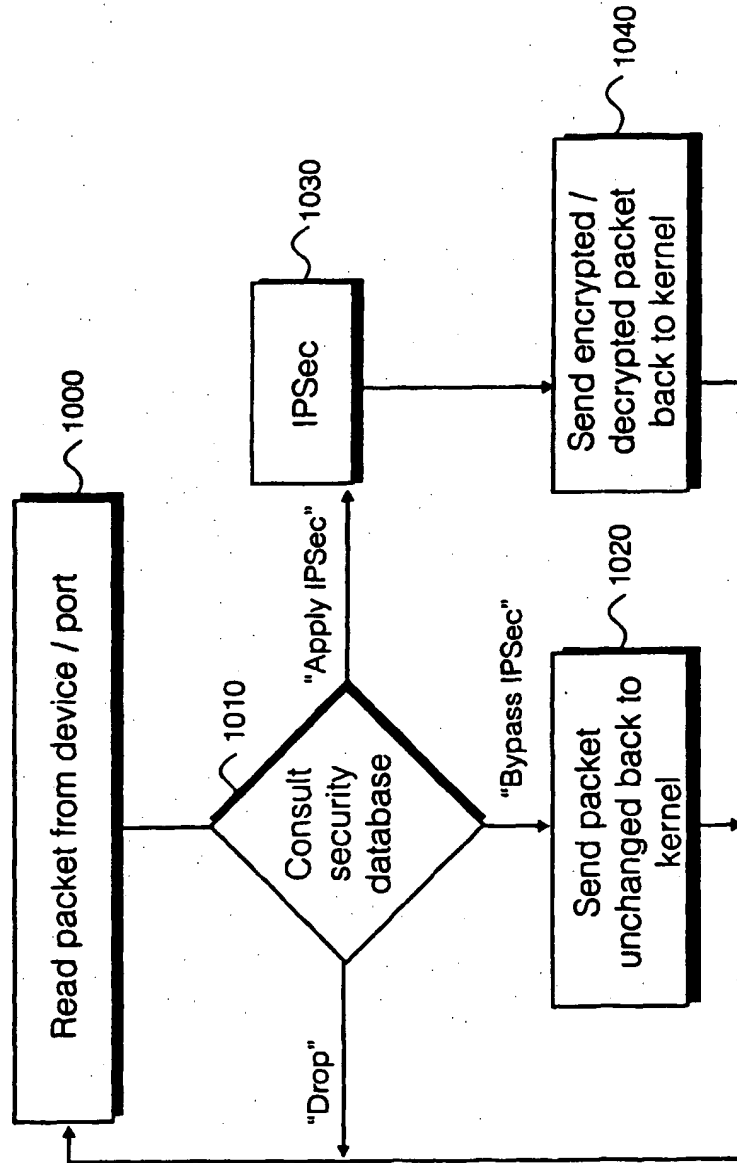 Read packet from device / port
1000
Consult
security
database
1010
"Drop"
"Apply IPSec"
"Bypass IPSec"
IPSec
1030
Send packet
unchanged back to
kernel
1020
Send encrypted /
decrypted packet
back to kernel
1040